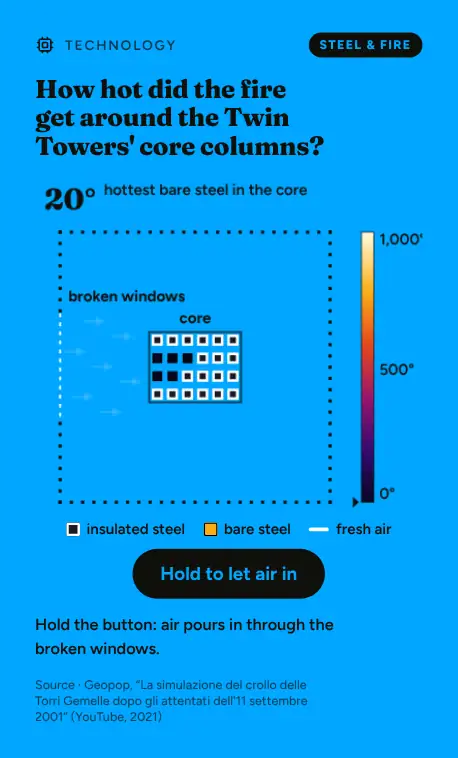 TECHNOLOGY
STEEL & FIRE
How hot did the fire
get around the Twin
Towers' core columns?
20° hottest bare steel in the core
1,000°
broken windows
core
500°
0°
insulated steel
bare steel
fresh air
Hold to let air in
Hold the button: air pours in through the
broken windows.
Source · Geopop, “La simulazione del crollo delle
Torri Gemelle dopo gli attentati dell'11 settembre
2001” (YouTube, 2021)